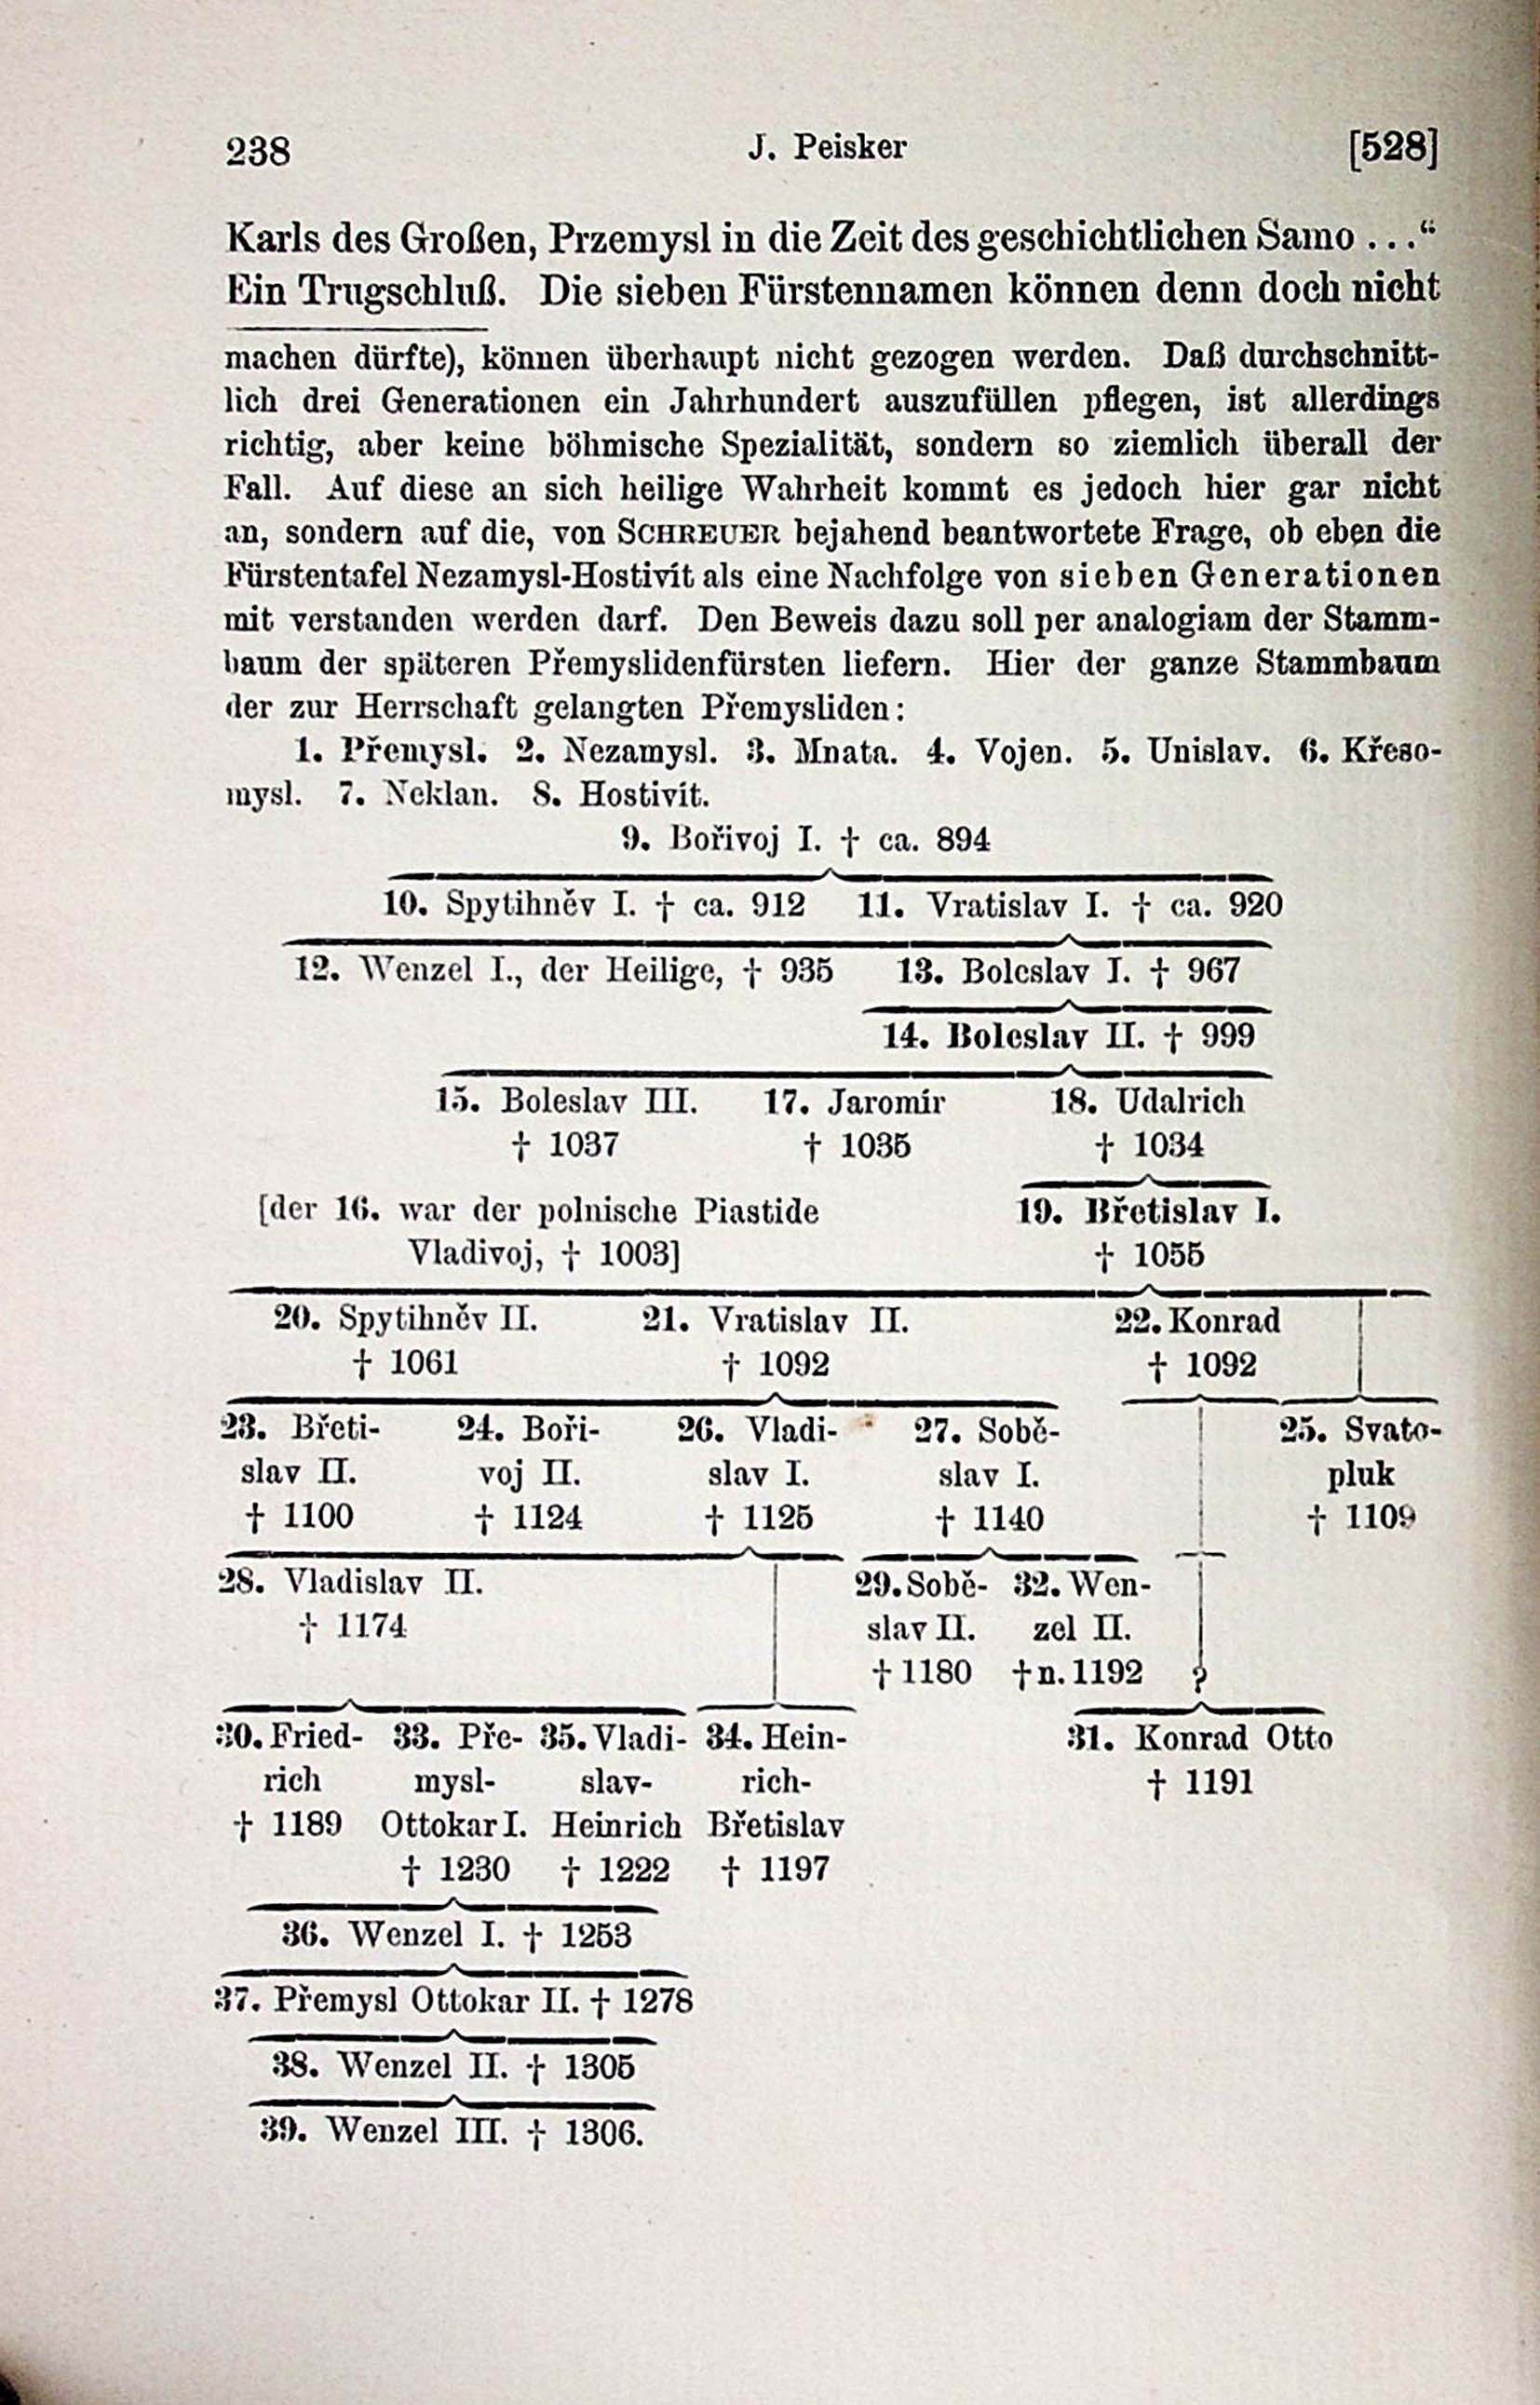 238 J. Peisker [528]
Karls des Großen, Przemysl in die Zeit des geschichtlichen Samo ...“
Ein Trugschluß. Die sieben Fürstennamen können denn doch nicht
machen dürfte), können überhaupt nicht gezogen werden. Daß durchschnitt-
lich drei Generationen ein Jahrhundert auszufüllen pflegen, ist allerdings
richtig, aber keine böhmische Spezialität, sondern so ziemlich überall der
Fall. Auf diese an sich heilige Wahrheit kommt es jedoch hier gar nicht
an, sondern auf die, von SCHREUER bejahend beantwortete Frage, ob eben die
Fürstentafel Nezamysl-Hostivit als eine Nachfolge von sieben Generationen
mit verstanden werden darf. Den Beweis dazu soll per analogiam der Stamm-
baum der späteren Přemyslidenfürsten liefern. Hier der ganze Stammbaum
der zur Herrschaft gelangten Přemysliden:
1. Přemysl. 2. Nezamysl. 3. Mnata. 4. Vojen. 5. Unislav. 6. Křeso-
mysl. 7. Neklan. 8. Hostivit.
9. Bořivoj I. † ca. 894
10. Spytihněv I. † ca. 912 11. Vratislav I. † ca. 920
12. Wenzel I., der Heilige, † 935 13. Boleslav I. † 967
14. Boleslav II. † 999
15. Boleslav III. 17. Jaromír 18. Udalrich
† 1037 † 1035 † 1034
[der 16. war der polnische Piastide 19. Břetislav I.
Vladivoj, † 1003] † 1055
20. Spytihněv II. 21. Vratislav II. 22. Konrad
† 1061 † 1092 † 1092
23. Břeti- 24. Boři- 26. Vladi- 27. Sobě- 25. Svato-
slav II. voj II. slav I. slav I. pluk
† 1100 † 1124 † 1125 † 1140 † 1109
28. Vladislav II. 29. Sobě- 32. Wen-
† 1174 slav II. zel II.
† 1180 † n. 1192 ?
30. Fried- 33. Pře- 35. Vladi- 34. Hein- 31. Konrad Otto
rich mysl- slav- rich- † 1191
† 1189 Ottokar I. Heinrich Břetislav
† 1230 † 1222 † 1197
36. Wenzel I. † 1253
37. Přemysl Ottokar II. † 1278
38. Wenzel II. † 1305
39. Wenzel III. † 1306.